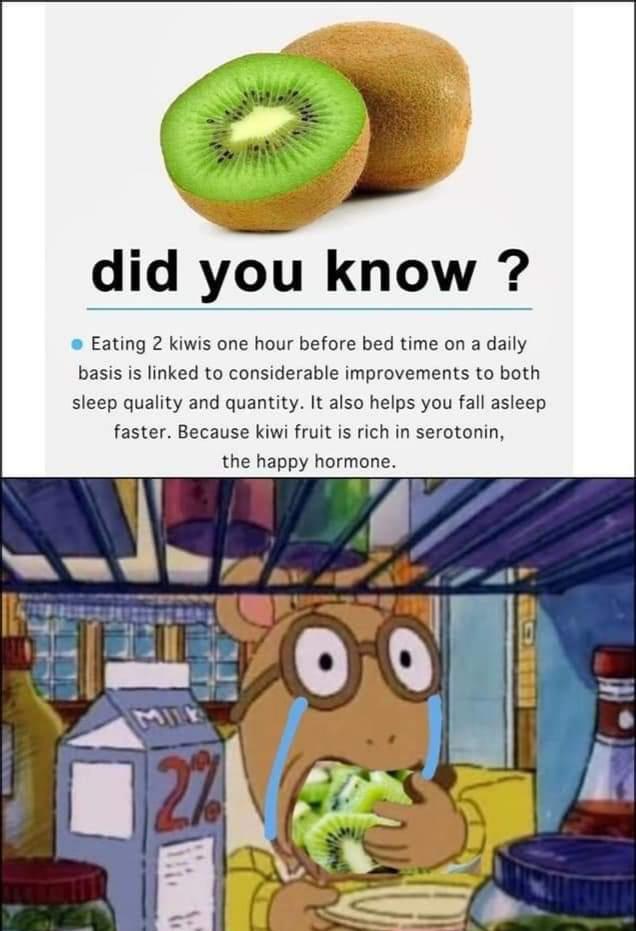 did you know ?
Eating 2 kiwis one hour before bed time on a daily
basis is linked to considerable improvements to both
sleep quality and quantity. It also helps you fall asleep
faster. Because kiwi fruit is rich in serotonin,
the happy hormone.
MILK
2%